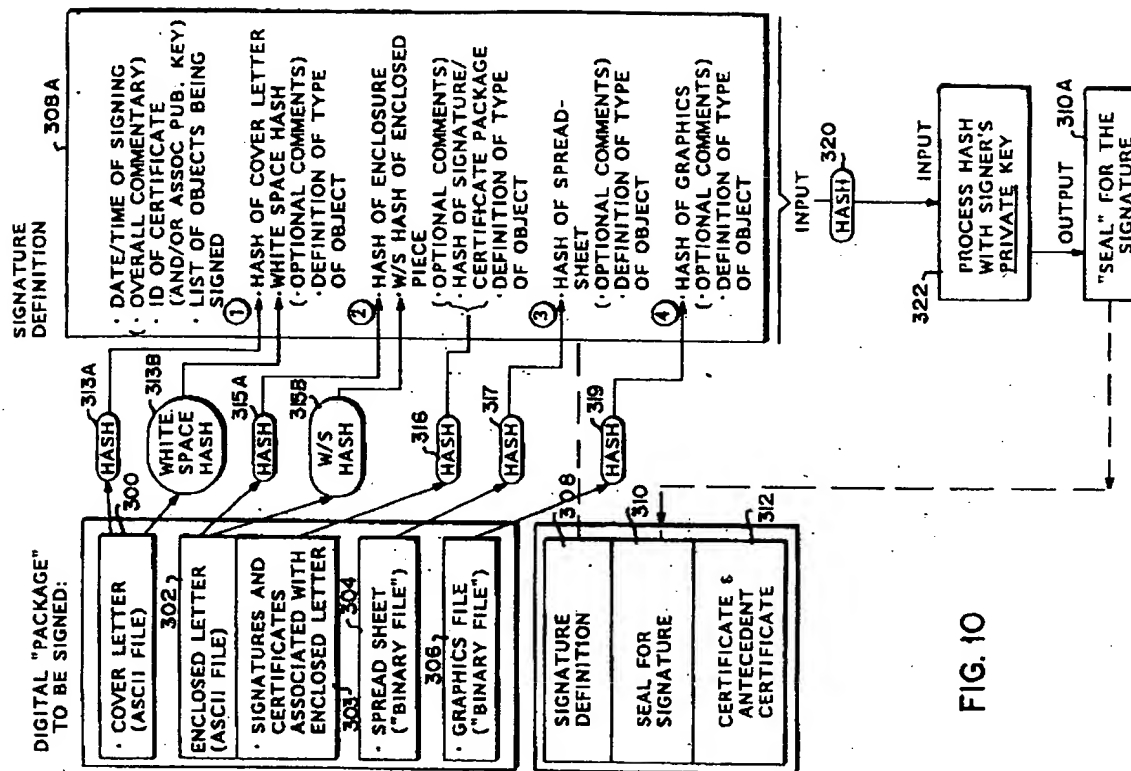 DIGITAL "PACKAGE"
TO BE SIGNED:
300
· COVER LETTER
(ASCII FILE)
302
ENCLOSED LETTER
(ASCII FILE)
· SIGNATURES AND
CERTIFICATES
ASSOCIATED WITH
ENCLOSED LETTER
303
304
· SPREAD SHEET
("BINARY FILE")
306
· GRAPHICS FILE
("BINARY FILE")
313A
HASH
313B
WHITE
SPACE
HASH
315A
HASH
315B
W/S
HASH
316
HASH
317
HASH
319
HASH
SIGNATURE
DEFINITION
308A
· DATE/TIME OF SIGNING
(· OVERALL COMMENTARY)
· ID OF CERTIFICATE
(AND/OR ASSOC PUB. KEY)
· LIST OF OBJECTS BEING
SIGNED
1
· HASH OF COVER LETTER
· WHITE SPACE HASH
(· OPTIONAL COMMENTS)
· DEFINITION OF TYPE
OF OBJECT
2
· HASH OF ENCLOSURE
· W/S HASH OF ENCLOSED
PIECE
(· OPTIONAL COMMENTS)
· HASH OF SIGNATURE/
CERTIFICATE PACKAGE
· DEFINITION OF TYPE
OF OBJECT
3
· HASH OF SPREAD-
SHEET
(· OPTIONAL COMMENTS)
· DEFINITION OF TYPE
OF OBJECT
4
· HASH OF GRAPHICS
(· OPTIONAL COMMENTS)
· DEFINITION OF TYPE
OF OBJECT
308
SIGNATURE
DEFINITION
310
SEAL FOR
SIGNATURE
312
CERTIFICATE &
ANTECEDENT
CERTIFICATE
INPUT
320
HASH
INPUT
322
PROCESS HASH
WITH SIGNER'S
PRIVATE KEY
OUTPUT
310A
"SEAL" FOR THE
SIGNATURE
FIG. 10